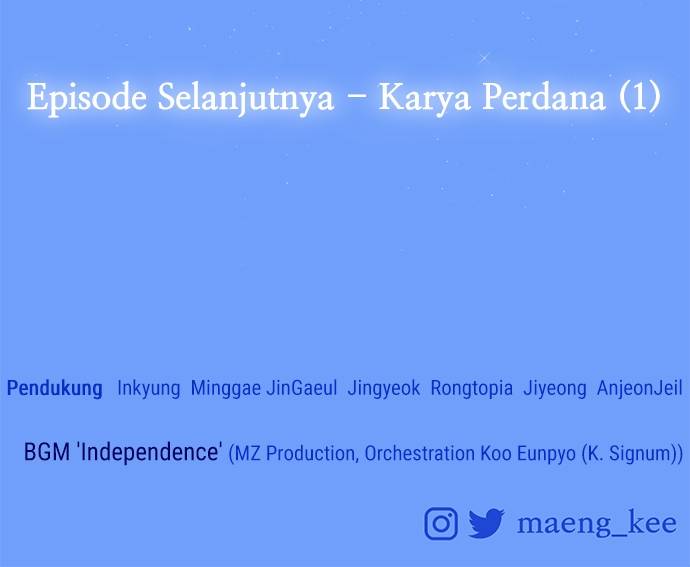 Episode Selanjutnya – Karya Perdana (1)
Pendukung Inkyung Minggae JinGaeul Jingyeok Rongtopia Jiyeong AnjeonJeil
BGM 'Independence' (MZ Production, Orchestration Koo Eunpyo (K. Signum))
maeng_kee